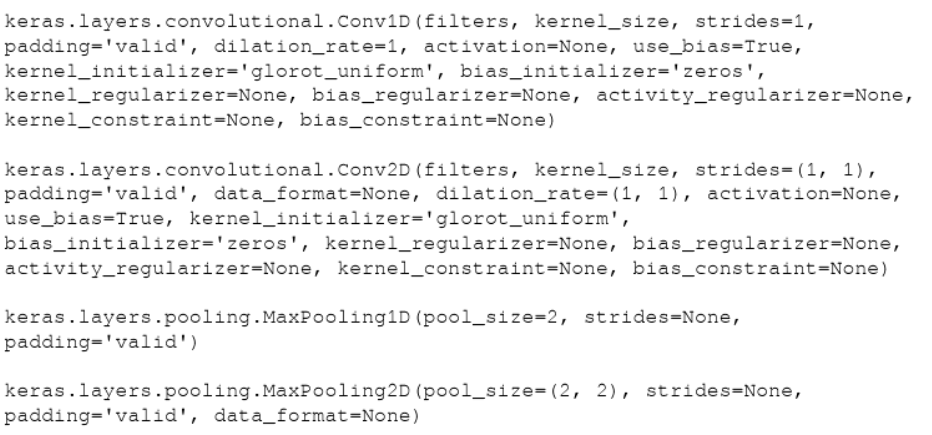 keras.layers.convolutional.Conv1D(filters, kernel_size, strides=1,
padding='valid', dilation_rate=1, activation=None, use_bias=True,
kernel_initializer='glorot_uniform', bias_initializer='zeros',
kernel_regularizer=None, bias_regularizer=None, activity_regularizer=None,
kernel_constraint=None, bias_constraint=None)
keras.layers.convolutional.Conv2D(filters, kernel_size, strides=(1, 1),
padding='valid', data_format=None, dilation_rate=(1, 1), activation=None,
use_bias=True, kernel_initializer='glorot_uniform',
bias_initializer='zeros', kernel_regularizer=None, bias_regularizer=None,
activity_regularizer=None, kernel_constraint=None, bias_constraint=None)
keras.layers.pooling.MaxPooling1D(pool_size=2, strides=None,
padding='valid')
keras.layers.pooling.MaxPooling2D(pool_size=(2, 2), strides=None,
padding='valid', data_format=None)